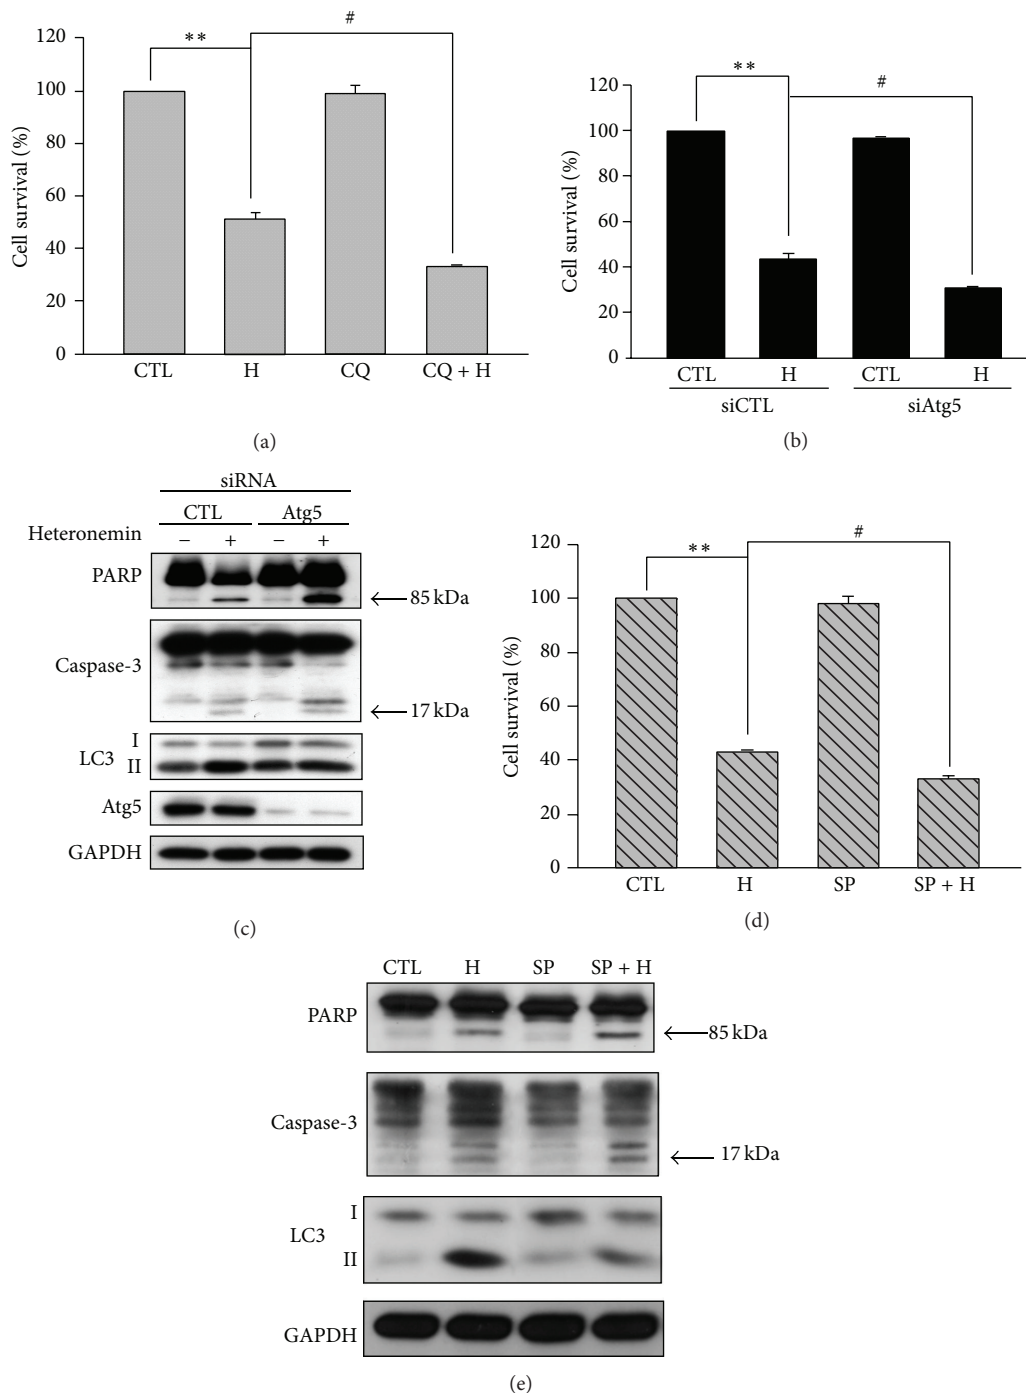 120
100
80
60
40
20
0
Cell survival (%)
**
#
CTL H CQ CQ + H
(a)
120
100
80
60
40
20
0
Cell survival (%)
**
#
CTL H CTL H
siCTL siAtg5
(b)
siRNA
CTL Atg5
Heteronemin − + − +
PARP
85 kDa
Caspase-3
17 kDa
LC3
I
II
Atg5
GAPDH
(c)
120
100
80
60
40
20
0
Cell survival (%)
**
#
CTL H SP SP + H
(d)
CTL H SP SP + H
PARP
85 kDa
Caspase-3
17 kDa
LC3
I
II
GAPDH
(e)